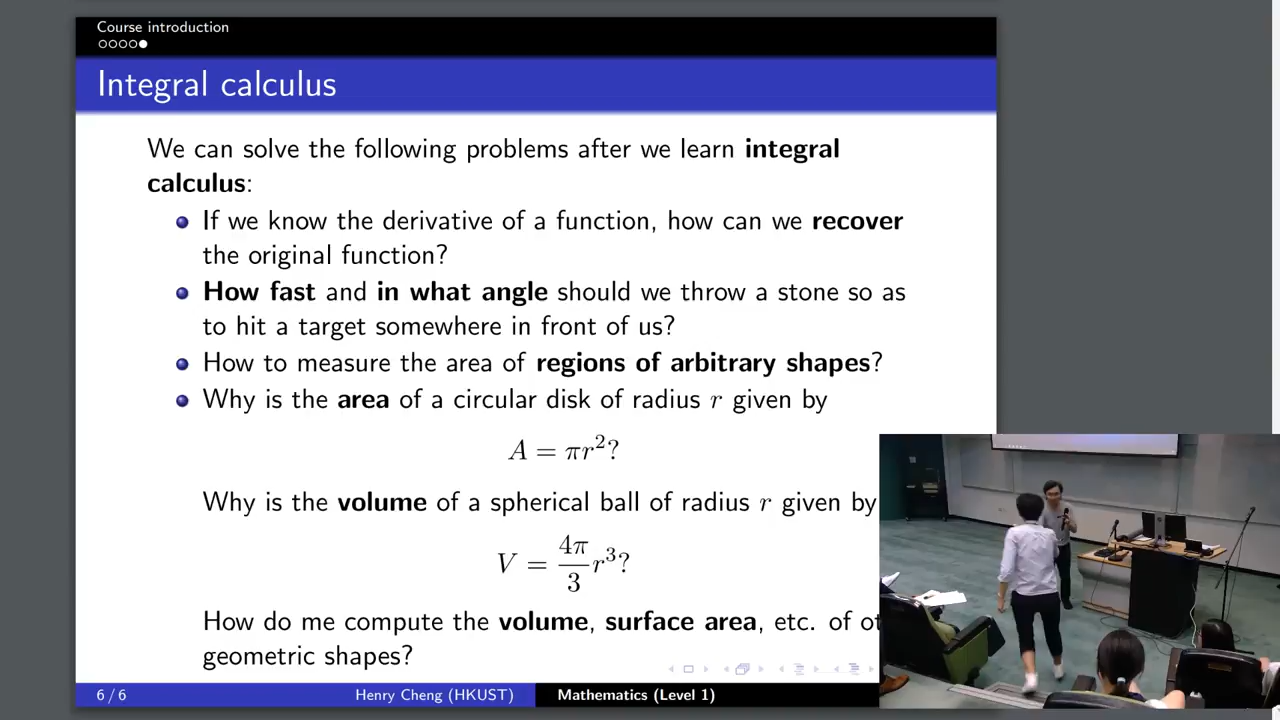 Course introduction
Integral calculus
We can solve the following problems after we learn integral
calculus:
If we know the derivative of a function, how can we recover
the original function?
How fast and in what angle should we throw a stone so as
to hit a target somewhere in front of us?
How to measure the area of regions of arbitrary shapes?
Why is the area of a circular disk of radius r given by
A = πr²?
Why is the volume of a spherical ball of radius r given by
V = 4π/3 r³?
How do me compute the volume, surface area, etc. of
geometric shapes?
6 / 6 Henry Cheng (HKUST) Mathematics (Level 1)